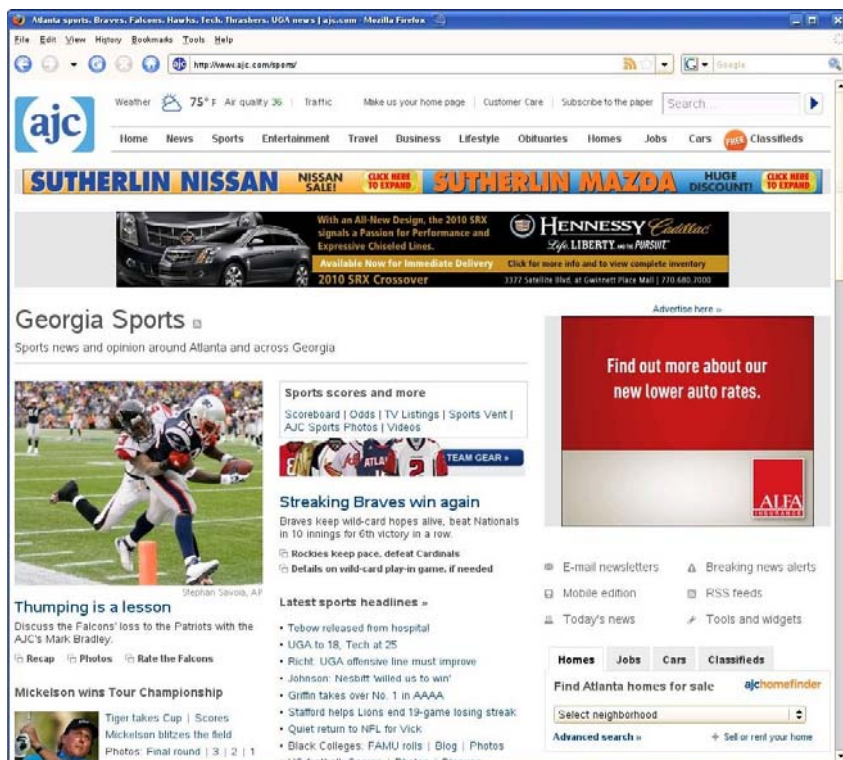 Atlanta sports, Braves, Falcons, Hawks, Tech, Thrashers, UGA news | ajc.com - Mozilla Firefox
File Edit View History Bookmarks Tools Help
ajc http://www.ajc.com/sports/ Google
ajc
Weather 75° F Air quality 36 | Traffic Make us your home page | Customer Care | Subscribe to the paper Search...
Home News Sports Entertainment Travel Business Lifestyle Obituaries Homes Jobs Cars FREE Classifieds
SUTHERLIN NISSAN NISSAN SALE! CLICK HERE TO EXPAND SUTHERLIN MAZDA HUGE DISCOUNT! CLICK HERE TO EXPAND
With an All-New Design, the 2010 SRX
signals a Passion for Performance and
Expressive Chiseled Lines.
Available Now for Immediate Delivery
2010 SRX Crossover
HENNESSY Cadillac
Life, LIBERTY, AND THE PURSUIT
Click for more info and to view complete inventory
3377 Satellite Blvd. at Gwinnett Place Mall | 770.680.7000
Georgia Sports
Sports news and opinion around Atlanta and across Georgia
Advertise here »
Find out more about our
new lower auto rates.
ALFA
INSURANCE
Stephan Savoia, AP
Thumping is a lesson
Discuss the Falcons' loss to the Patriots with the
AJC's Mark Bradley.
Recap Photos Rate the Falcons
Mickelson wins Tour Championship
Tiger takes Cup | Scores
Mickelson blitzes the field
Photos: Final round | 3 | 2 | 1
Sports scores and more
Scoreboard | Odds | TV Listings | Sports Vent |
AJC Sports Photos | Videos
TEAM GEAR »
Streaking Braves win again
Braves keep wild-card hopes alive, beat Nationals
in 10 innings for 6th victory in a row.
Rockies keep pace, defeat Cardinals
Details on wild-card play-in game, if needed
Latest sports headlines »
• Tebow released from hospital
• UGA to 18, Tech at 25
• Richt: UGA offensive line must improve
• Johnson: Nesbitt 'willed us to win'
• Griffin takes over No. 1 in AAAA
• Stafford helps Lions end 19-game losing streak
• Quiet return to NFL for Vick
• Black Colleges: FAMU rolls | Blog | Photos
E-mail newsletters Breaking news alerts
Mobile edition RSS feeds
Today's news Tools and widgets
Homes Jobs Cars Classifieds
Find Atlanta homes for sale ajchomefinder
Select neighborhood
Advanced search » + Sell or rent your home